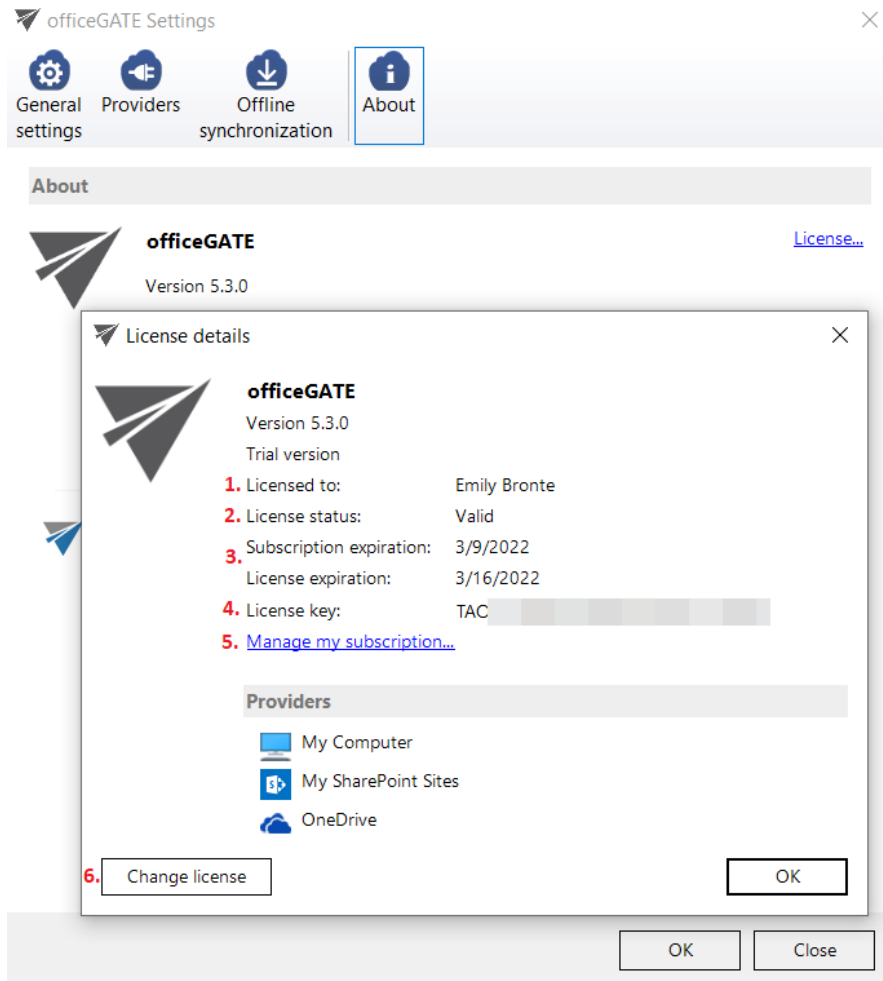 officeGATE Settings
General settings
Providers
Offline synchronization
About
About
officeGATE
License...
Version 5.3.0
License details
officeGATE
Version 5.3.0
Trial version
1. Licensed to: Emily Bronte
2. License status: Valid
3. Subscription expiration: 3/9/2022
License expiration: 3/16/2022
4. License key: TAC
5. Manage my subscription...
Providers
My Computer
My SharePoint Sites
OneDrive
6. Change license
OK
OK
Close